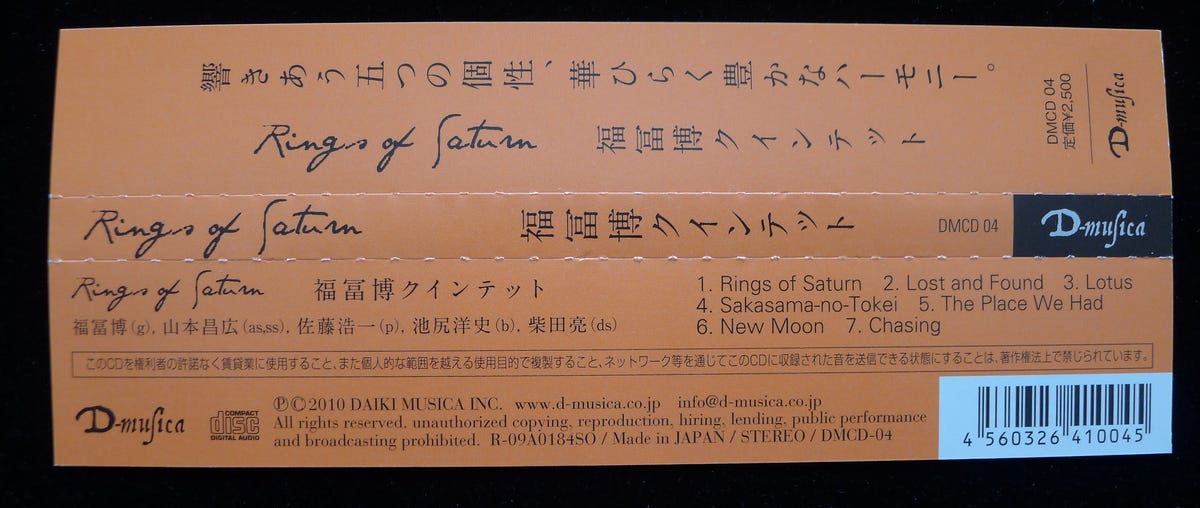 響きあう五つの個性、華ひらく豊かなハーモニー。
Rings of Saturn 福冨博クインテット
DMCD 04
定価¥2,500
D-musica
Rings of Saturn 福冨博クインテット DMCD 04 D-musica
Rings of Saturn 福冨博クインテット
福冨博(g), 山本昌広(as,ss), 佐藤浩一(p), 池尻洋史(b), 柴田亮(ds)
1. Rings of Saturn 2. Lost and Found 3. Lotus
4. Sakasama-no-Tokei 5. The Place We Had
6. New Moon 7. Chasing
このCDを権利者の許諾なく賃貸業に使用すること、また個人的な範囲を越える使用目的で複製すること、ネットワーク等を通じてこのCDに収録された音を送信できる状態にすることは、著作権法上で禁じられています。
D-musica
COMPACT
disc
DIGITAL AUDIO
℗©2010 DAIKI MUSICA INC. www.d-musica.co.jp info@d-musica.co.jp
All rights reserved. unauthorized copying, reproduction, hiring, lending, public performance
and broadcasting prohibited. R-09A0184SO / Made in JAPAN / STEREO / DMCD-04
4 560326 410045